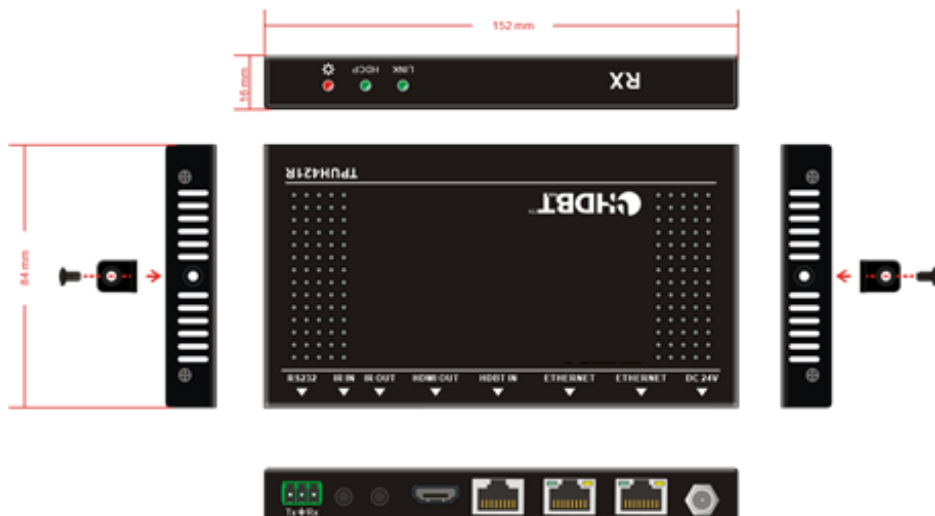 152 mm
16 mm
LINK HDCP
RX
84 mm
TPUH421R
HDBT
RS232 IR IN IR OUT HDMI OUT HDBT IN ETHERNET ETHERNET DC 24V
Tx Rx